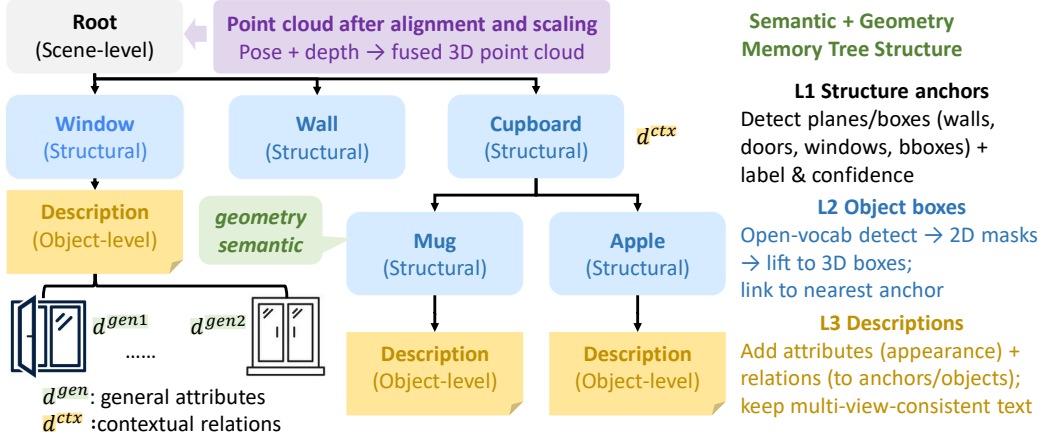 Root
(Scene-level)
Point cloud after alignment and scaling
Pose + depth → fused 3D point cloud
Semantic + Geometry
Memory Tree Structure
Window
(Structural)
Wall
(Structural)
Cupboard
(Structural)
d^{ctx}
L1 Structure anchors
Detect planes/boxes (walls,
doors, windows, bboxes) +
label & confidence
Description
(Object-level)
geometry
semantic
Mug
(Structural)
Apple
(Structural)
L2 Object boxes
Open-vocab detect → 2D masks
→ lift to 3D boxes;
link to nearest anchor
d^{gen1}
d^{gen2}
......
Description
(Object-level)
Description
(Object-level)
L3 Descriptions
Add attributes (appearance) +
relations (to anchors/objects);
keep multi-view-consistent text
d^{gen}: general attributes
d^{ctx} :contextual relations